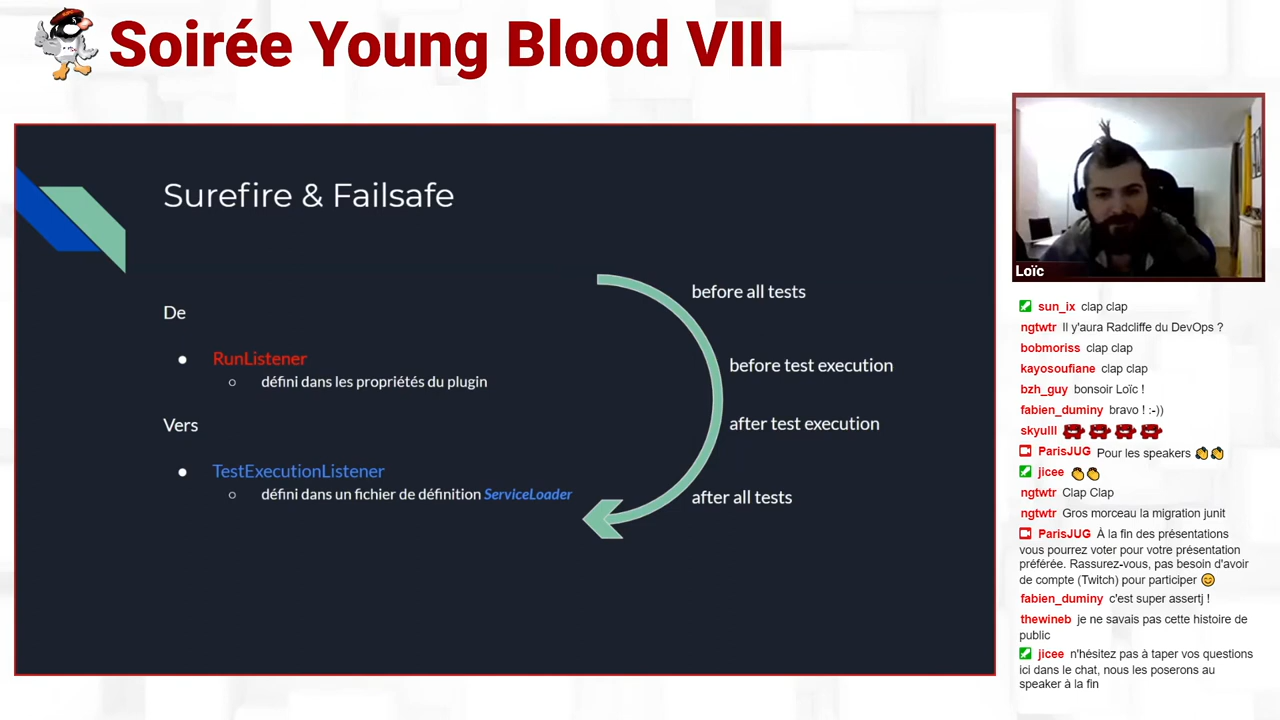 Soirée Young Blood VIII
Surefire & Failsafe
De
RunListener
défini dans les propriétés du plugin
Vers
TestExecutionListener
défini dans un fichier de définition ServiceLoader
before all tests
before test execution
after test execution
after all tests
Loïc
sun_ix clap clap
ngtwtr Il y'aura Radcliffe du DevOps ?
bobmoriss clap clap
kayosoufiane clap clap
bzh_guy bonsoir Loïc !
fabien_duminy bravo ! :-))
skyulll
ParisJUG Pour les speakers 👏👏
jicee 👏👏
ngtwtr Clap Clap
ngtwtr Gros morceau la migration junit
ParisJUG À la fin des présentations
vous pourrez voter pour votre présentation
préférée. Rassurez-vous, pas besoin d'avoir
de compte (Twitch) pour participer 😊
fabien_duminy c'est super assertj !
thewineb je ne savais pas cette histoire de
public
jicee n'hésitez pas à taper vos questions
ici dans le chat, nous les poserons au
speaker à la fin